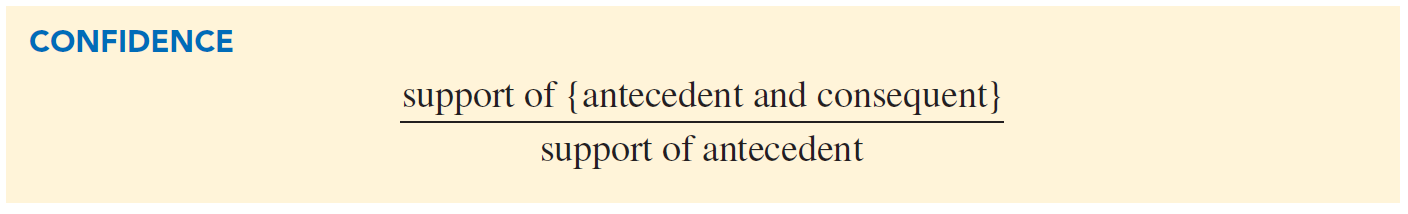 CONFIDENCE
support of {antecedent and consequent}
support of antecedent